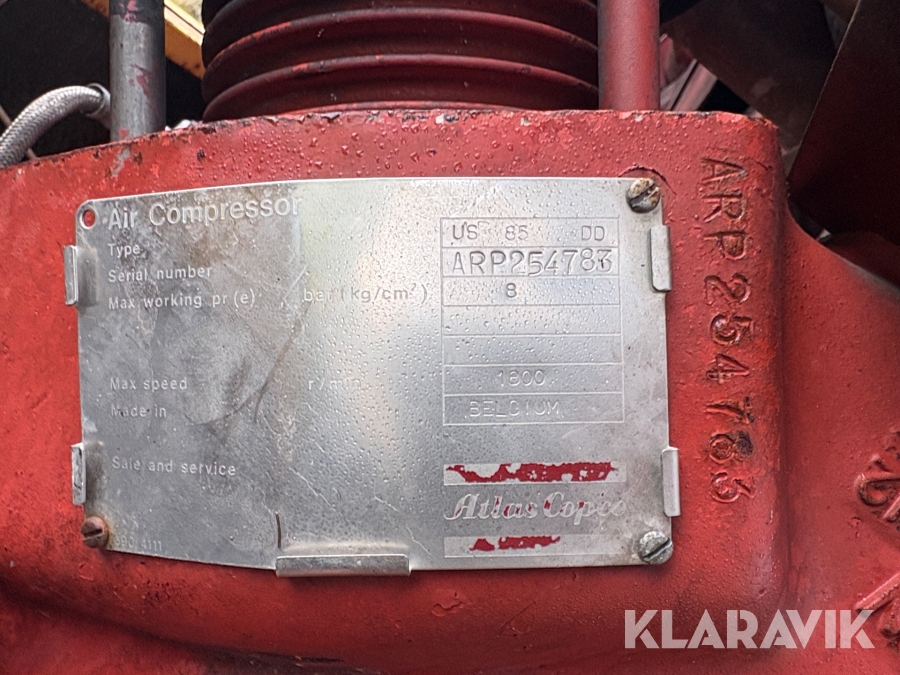 Air Compressor
Type US 85 DD
Serial number ARP254783
Max working pr(e) bar(kg/cm²) 8
Max speed r/min 1800
Made in BELGIUM
Sale and service
Atlas Copco
4111
ARP254783
KLARAVIK